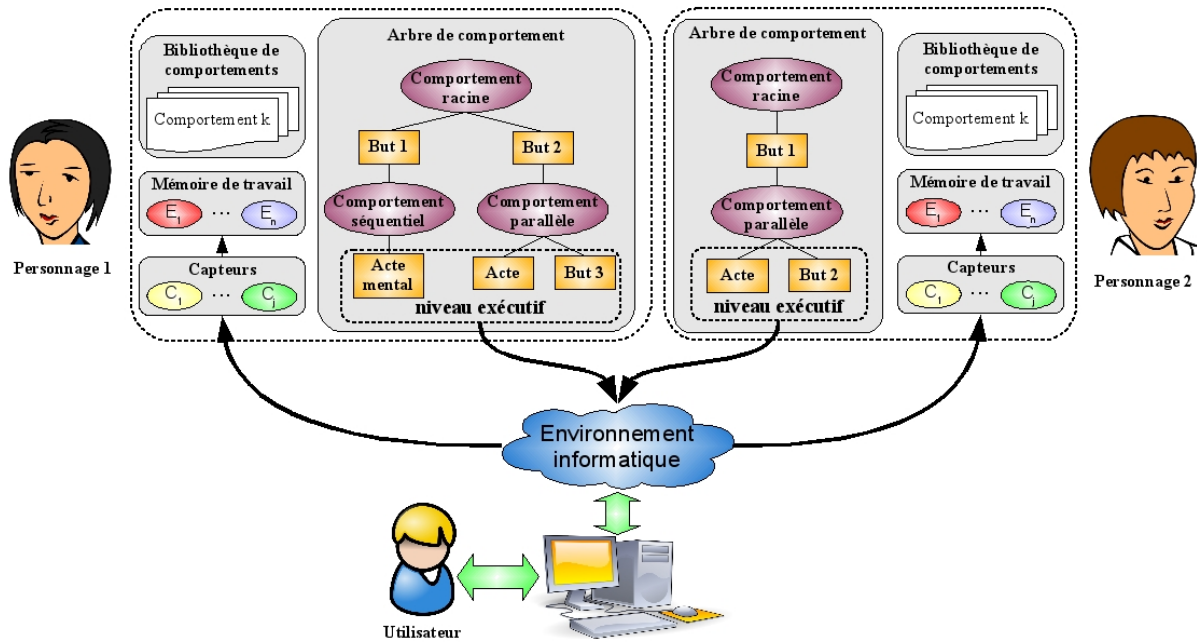 Bibliothèque de
comportements
Comportement k
Mémoire de travail
E1 ... En
Capteurs
C1 ... Cj
Personnage 1
Arbre de comportement
Comportement
racine
But 1
But 2
Comportement
séquentiel
Comportement
parallèle
Acte
mental
Acte
But 3
niveau exécutif
Arbre de comportement
Comportement
racine
But 1
Comportement
parallèle
Acte
But 2
niveau exécutif
Bibliothèque de
comportements
Comportement k
Mémoire de travail
E1 ... En
Capteurs
C1 ... Cj
Personnage 2
Environnement
informatique
Utilisateur